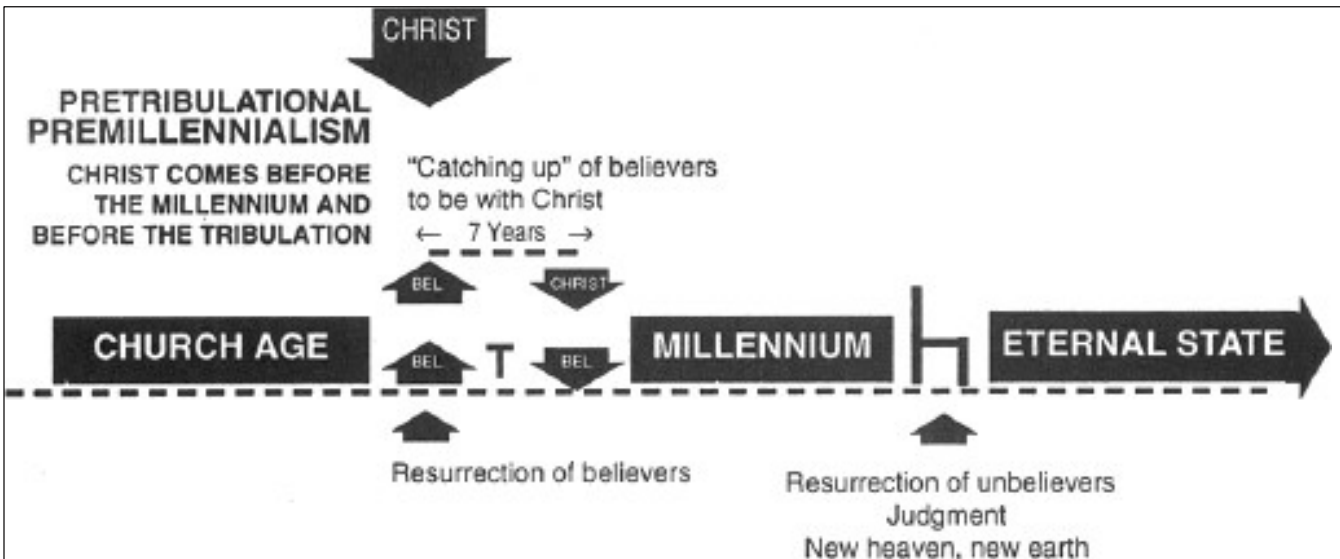 CHRIST
PRETRIBULATIONAL
PREMILLENNIALISM
CHRIST COMES BEFORE
THE MILLENNIUM AND
BEFORE THE TRIBULATION
"Catching up" of believers
to be with Christ
← 7 Years →
BEL
CHRIST
CHURCH AGE
BEL
T
BEL
MILLENNIUM
ETERNAL STATE
Resurrection of believers
Resurrection of unbelievers
Judgment
New heaven, new earth